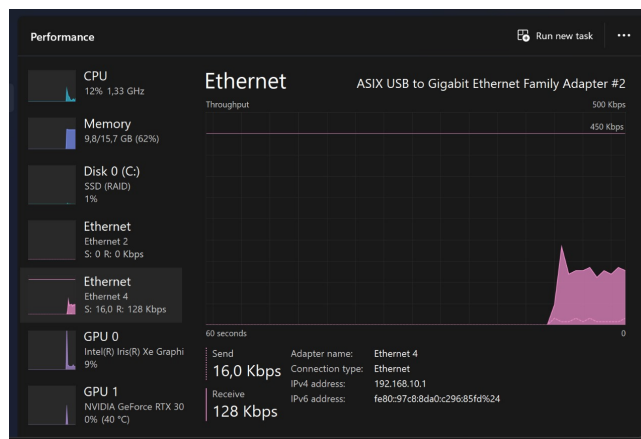 Performance
Run new task
CPU
12% 1,33 GHz
Memory
9,8/15,7 GB (62%)
Disk 0 (C:)
SSD (RAID)
1%
Ethernet
Ethernet 2
S: 0 R: 0 Kbps
Ethernet
Ethernet 4
S: 16,0 R: 128 Kbps
GPU 0
Intel(R) Iris(R) Xe Graphi
9%
GPU 1
NVIDIA GeForce RTX 30
0% (40 °C)
Ethernet
ASIX USB to Gigabit Ethernet Family Adapter #2
Throughput
500 Kbps
450 Kbps
60 seconds
0
Send
16,0 Kbps
Receive
128 Kbps
Adapter name: Ethernet 4
Connection type: Ethernet
IPv4 address: 192.168.10.1
IPv6 address: fe80::97c8:8da0:c296:85fd%24